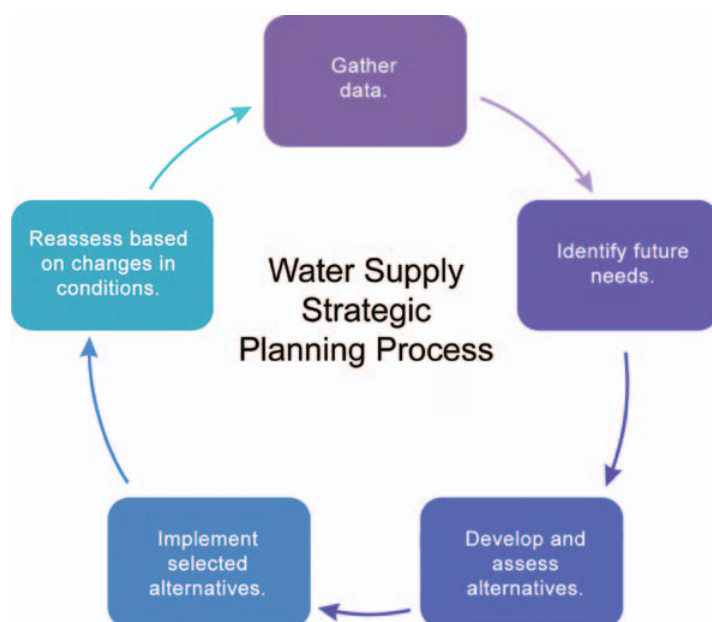 Gather
data.
Identify future
needs.
Develop and
assess
alternatives.
Implement
selected
alternatives.
Reassess based
on changes in
conditions.
Water Supply
Strategic
Planning Process